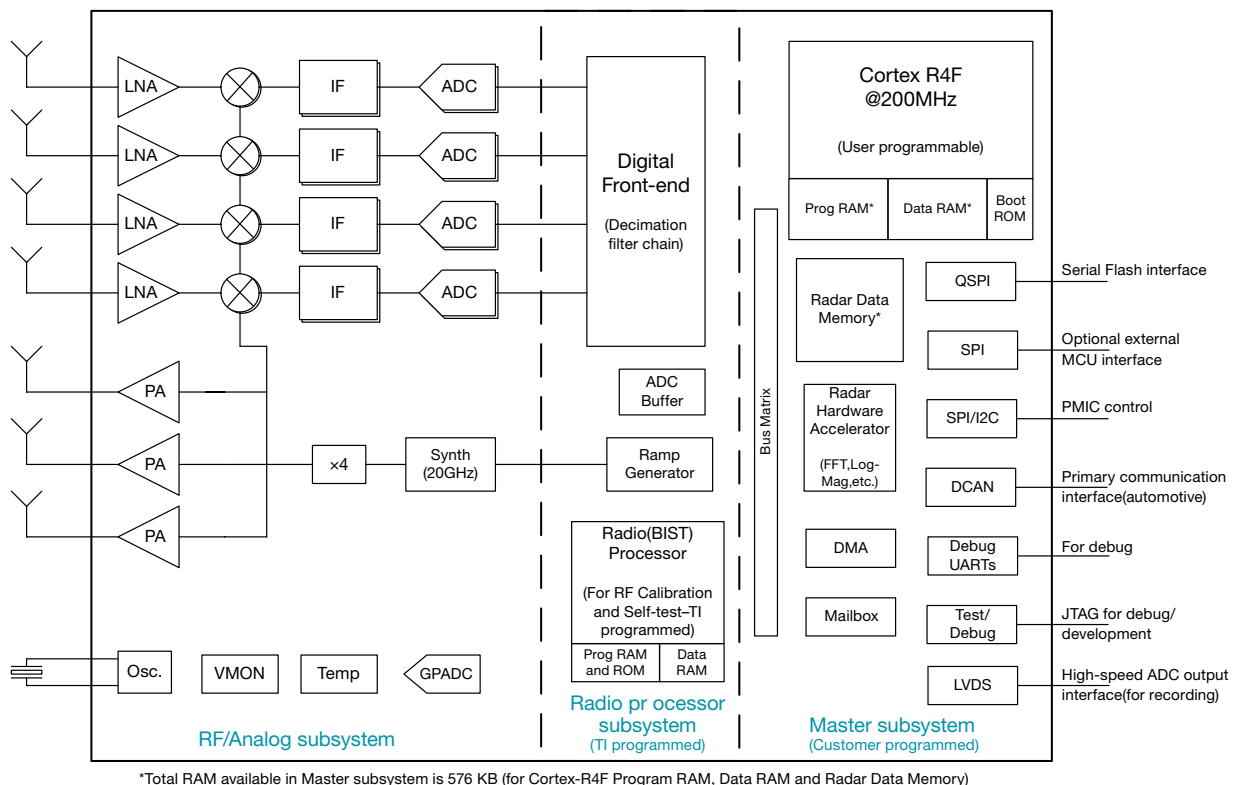 LNA
IF
ADC
LNA
IF
ADC
LNA
IF
ADC
LNA
IF
ADC
PA
PA
PA
×4
Synth
(20GHz)
Osc.
VMON
Temp
GPADC
RF/Analog subsystem
Digital
Front-end
(Decimation
filter chain)
ADC
Buffer
Ramp
Generator
Radio(BIST)
Processor
(For RF Calibration
and Self-test–TI
programmed)
Prog RAM
and ROM
Data
RAM
Radio pr ocessor
subsystem
(TI programmed)
Bus Matrix
Cortex R4F
@200MHz
(User programmable)
Prog RAM*
Data RAM*
Boot
ROM
Radar Data
Memory*
Radar
Hardware
Accelerator
(FFT,Log-
Mag,etc.)
DMA
Mailbox
QSPI
Serial Flash interface
SPI
Optional external
MCU interface
SPI/I2C
PMIC control
DCAN
Primary communication
interface(automotive)
Debug
UARTs
For debug
Test/
Debug
JTAG for debug/
development
LVDS
High-speed ADC output
interface(for recording)
Master subsystem
(Customer programmed)
*Total RAM available in Master subsystem is 576 KB (for Cortex-R4F Program RAM, Data RAM and Radar Data Memory)